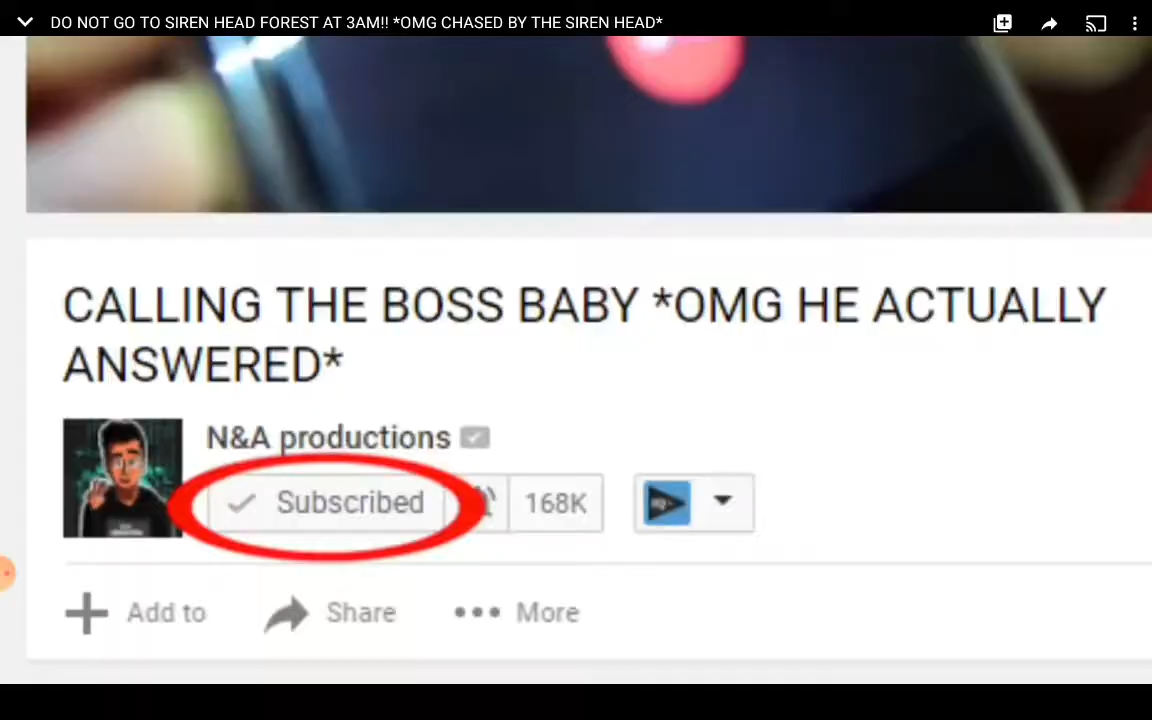 DO NOT GO TO SIREN HEAD FOREST AT 3AM!! *OMG CHASED BY THE SIREN HEAD*
CALLING THE BOSS BABY *OMG HE ACTUALLY
ANSWERED*
N&A productions
Subscribed 168K
Add to Share More